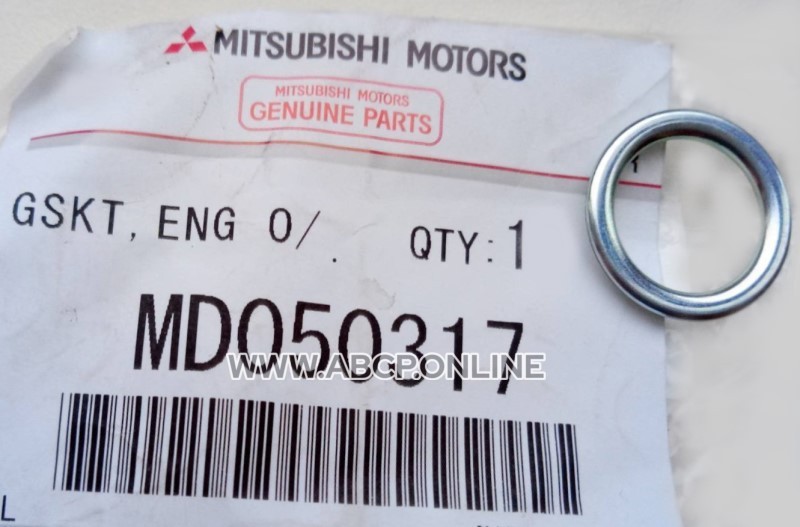 MITSUBISHI MOTORS
MITSUBISHI MOTORS
GENUINE PARTS
GSKT, ENG O/ . QTY: 1
MD050317
WWW.ABCP.ONLINE
L